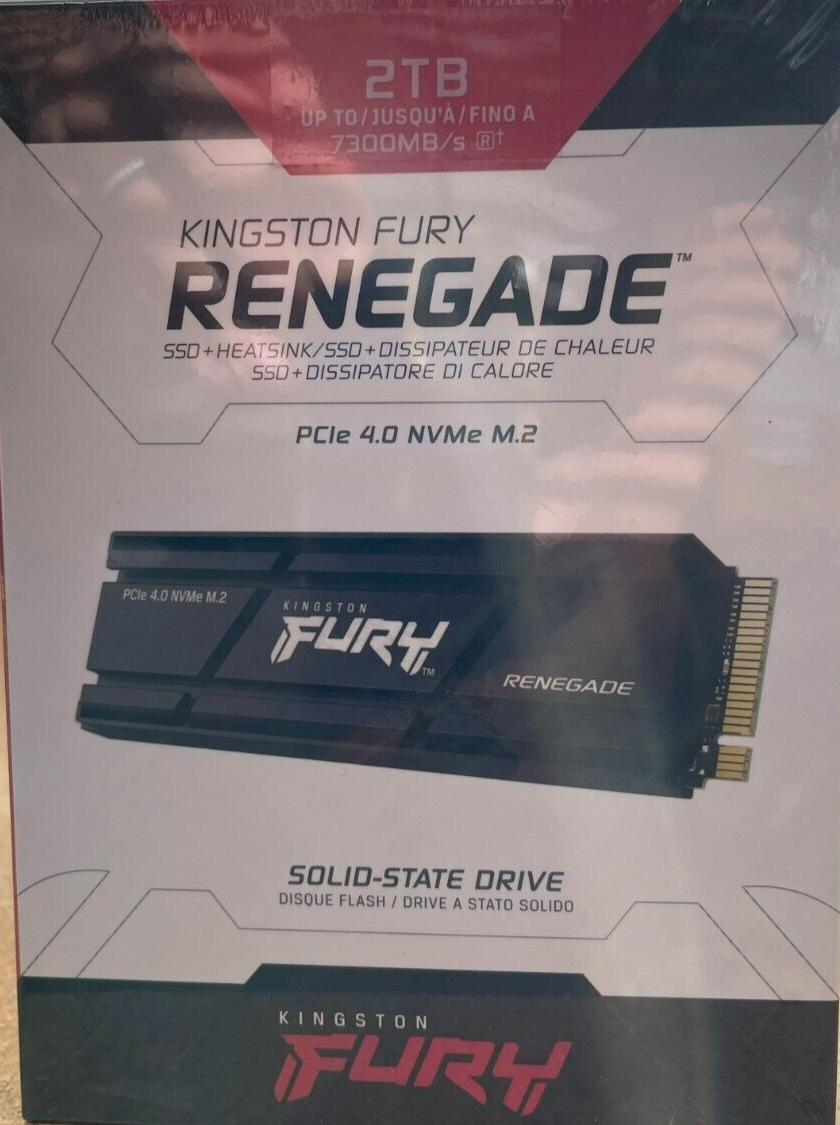 2TB
UP TO/JUSQU'À/FINO A
7300MB/s ®†
KINGSTON FURY
RENEGADE™
SSD+HEATSINK/SSD+DISSIPATEUR DE CHALEUR
SSD+DISSIPATORE DI CALORE
PCIe 4.0 NVMe M.2
PCIe 4.0 NVMe M.2
KINGSTON
FURY™
RENEGADE
SOLID-STATE DRIVE
DISQUE FLASH / DRIVE A STATO SOLIDO
KINGSTON
FURY